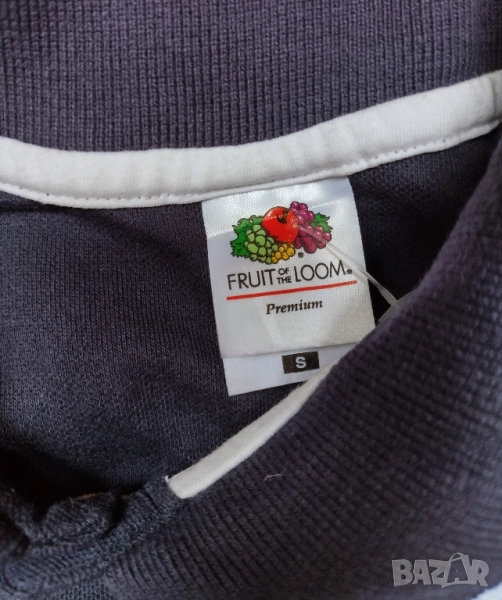 FRUIT OF THE LOOM®
Premium
S
BAZAR